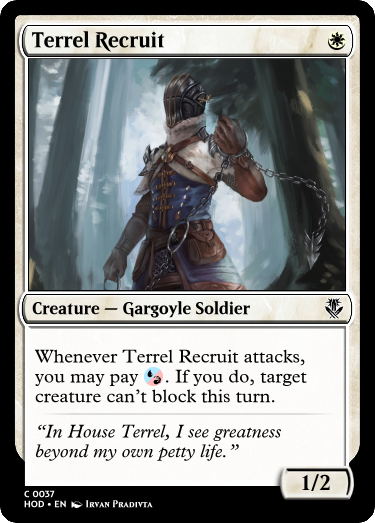 Terrel Recruit
Creature — Gargoyle Soldier
Whenever Terrel Recruit attacks,
you may pay . If you do, target
creature can't block this turn.
“In House Terrel, I see greatness
beyond my own petty life.”
1/2
C 0037
HOD • EN Irvan Pradivta